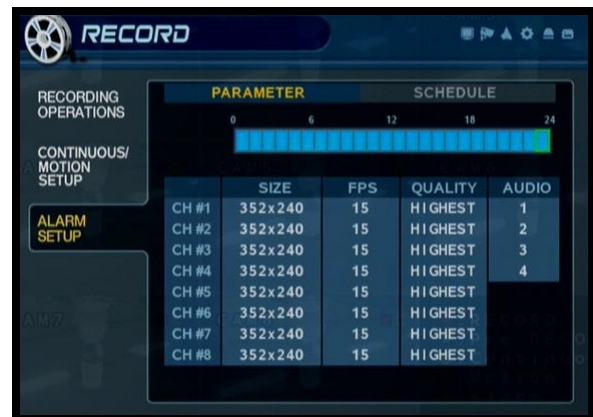 RECORD
RECORDING
OPERATIONS
CONTINUOUS/
MOTION
SETUP
ALARM
SETUP
PARAMETER SCHEDULE
0 6 12 18 24
SIZE FPS QUALITY AUDIO
CH #1 352x240 15 HIGHEST 1
CH #2 352x240 15 HIGHEST 2
CH #3 352x240 15 HIGHEST 3
CH #4 352x240 15 HIGHEST 4
CH #5 352x240 15 HIGHEST
CH #6 352x240 15 HIGHEST
CH #7 352x240 15 HIGHEST
CH #8 352x240 15 HIGHEST